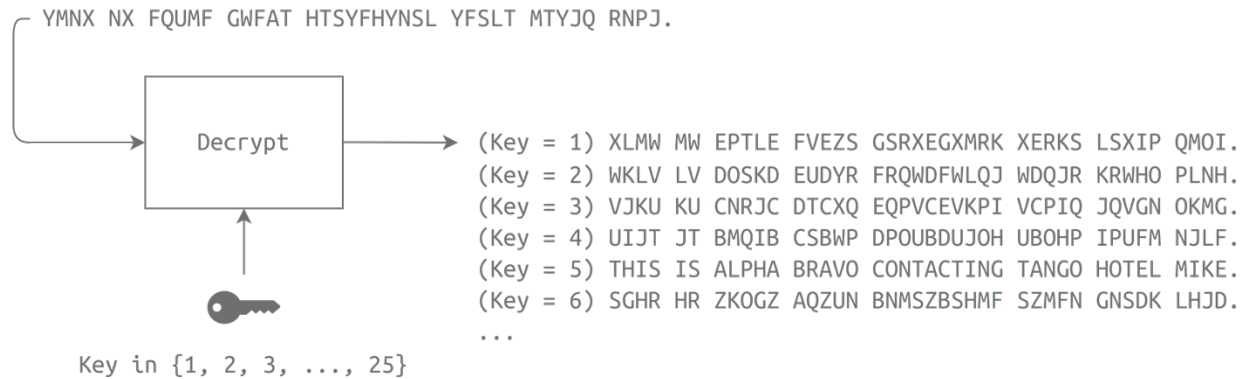 YMNX NX FQUMF GWFAT HTSYFHYNSL YFSLT MTYJQ RNPJ.
Decrypt
(Key = 1) XLMW MW EPTLE FVEZS GSRXEGXMRK XERKS LSXIP QMOI.
(Key = 2) WKLV LV DOSKD EUDYR FRQWDFWLQJ WDQJR KRWHO PLNH.
(Key = 3) VJKU KU CNRJC DTCXQ EQPVCEVKPI VCPIQ JQVGN OKMG.
(Key = 4) UIJT JT BMQIB CSBWP DPOUBDUJOH UBOHP IPUFM NJLF.
(Key = 5) THIS IS ALPHA BRAVO CONTACTING TANGO HOTEL MIKE.
(Key = 6) SGHR HR ZKOGZ AQZUN BNMSZBSHMF SZMFN GNSDK LHJD.
...
Key in {1, 2, 3, ..., 25}